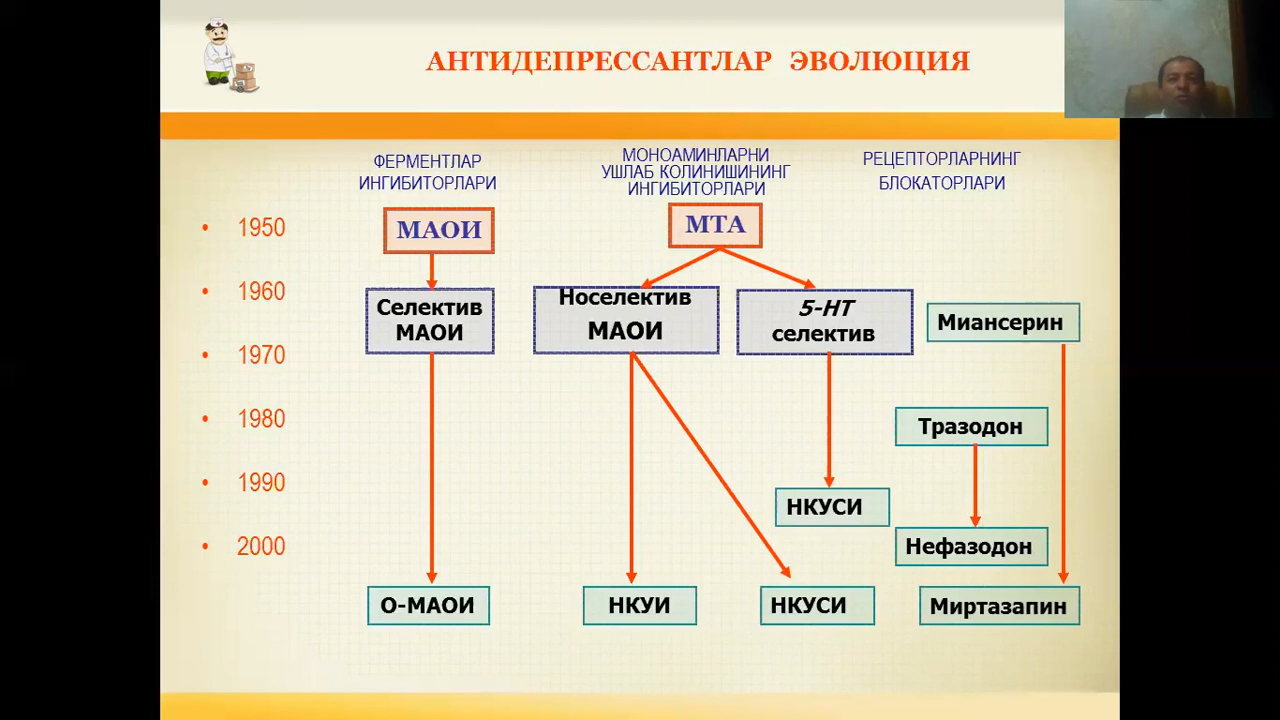 АНТИДЕПРЕССАНТЛАР ЭВОЛЮЦИЯ
ФЕРМЕНТЛАР
ИНГИБИТОРЛАРИ
МОНОАМИНЛАРНИ
УШЛАБ КОЛИНИШИНИНГ
ИНГИБИТОРЛАРИ
РЕЦЕПТОРЛАРНИНГ
БЛОКАТОРЛАРИ
• 1950
МАОИ
МТА
• 1960
Селектив
МАОИ
Носелектив
МАОИ
5-НТ
селектив
Миансерин
• 1970
• 1980
Тразодон
• 1990
НКУСИ
• 2000
Нефазодон
О-МАОИ
НКУИ
НКУСИ
Миртазапин